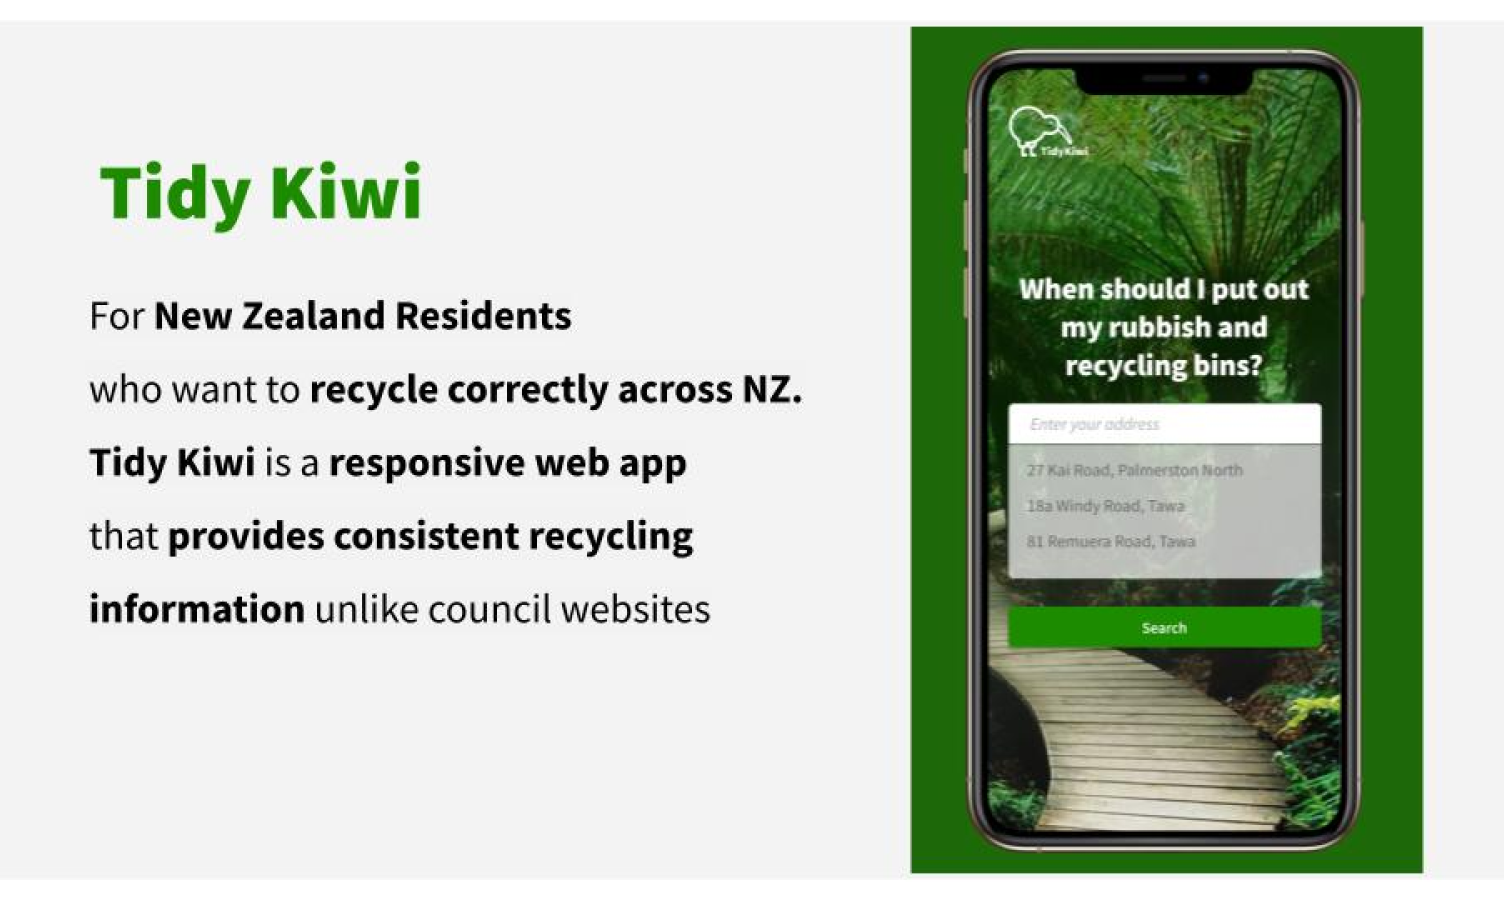 Tidy Kiwi
For New Zealand Residents
who want to recycle correctly across NZ.
Tidy Kiwi is a responsive web app
that provides consistent recycling
information unlike council websites
TidyKiwi
When should I put out
my rubbish and
recycling bins?
Enter your address
27 Kai Road, Palmerston North
18a Windy Road, Tawa
81 Remuera Road, Tawa
Search